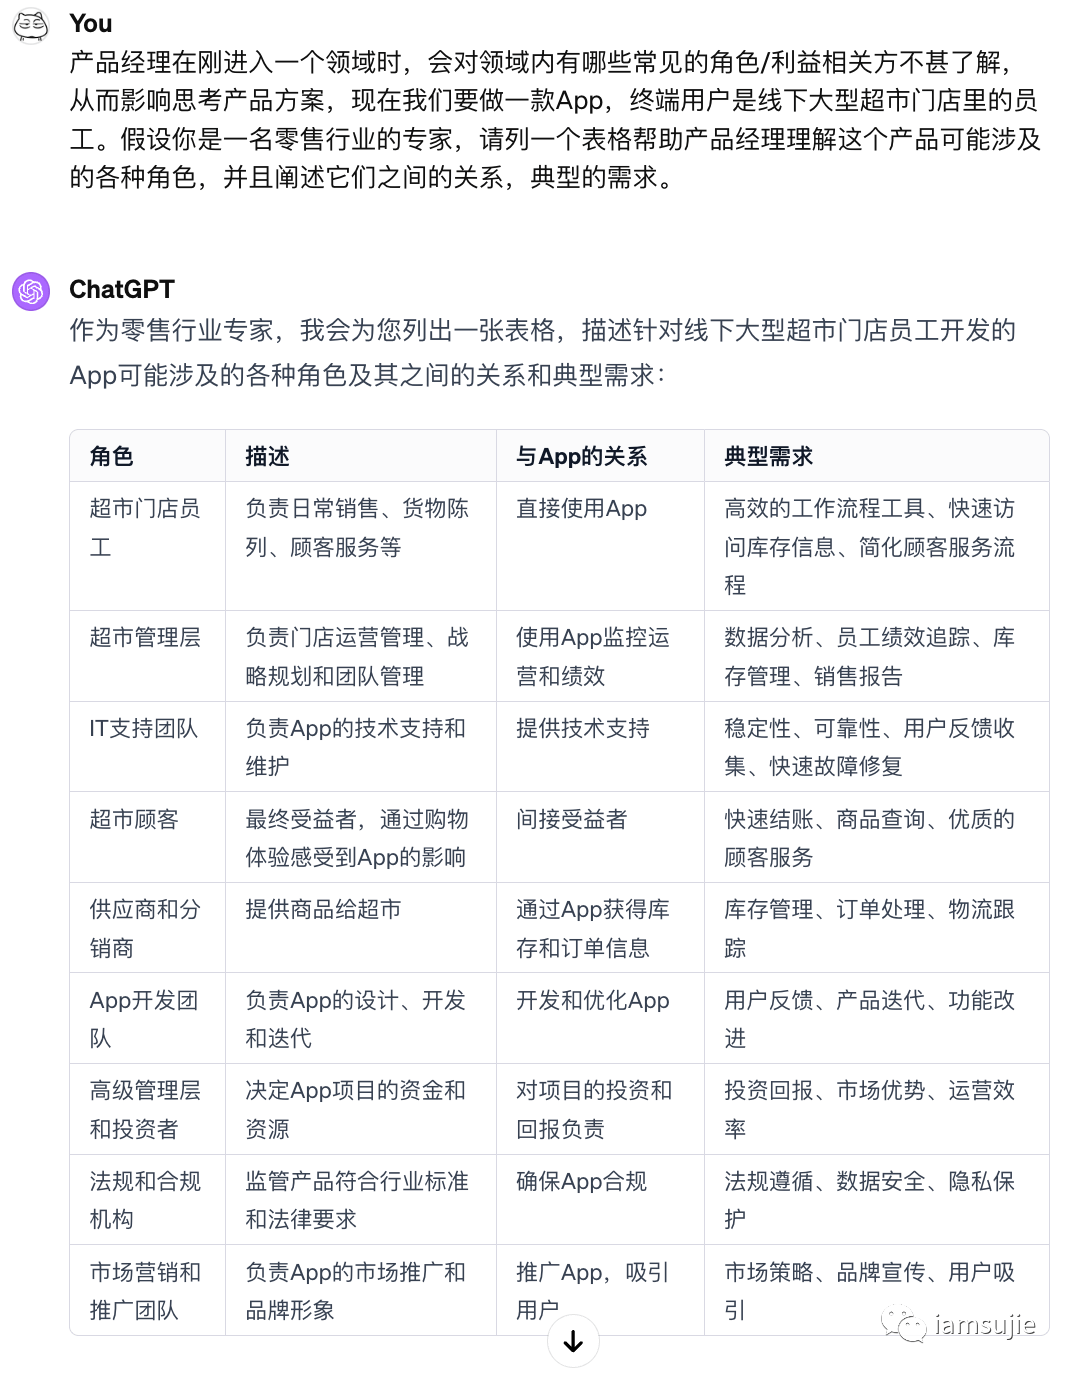 You
产品经理在刚进入一个领域时，会对领域内有哪些常见的角色/利益相关方不甚了解，
从而影响思考产品方案，现在我们要做一款App，终端用户是线下大型超市门店里的员
工。假设你是一名零售行业的专家，请列一个表格帮助产品经理理解这个产品可能涉及
的各种角色，并且阐述它们之间的关系，典型的需求。
ChatGPT
作为零售行业专家，我会为您列出一张表格，描述针对线下大型超市门店员工开发的
App可能涉及的各种角色及其之间的关系和典型需求：
角色 描述 与App的关系 典型需求
超市门店员 负责日常销售、货物陈 直接使用App 高效的工作流程工具、快速访
工 列、顾客服务等 问库存信息、简化顾客服务流
程
超市管理层 负责门店运营管理、战 使用App监控运 数据分析、员工绩效追踪、库
略规划和团队管理 营和绩效 存管理、销售报告
IT支持团队 负责App的技术支持和 提供技术支持 稳定性、可靠性、用户反馈收
维护 集、快速故障修复
超市顾客 最终受益者，通过购物 间接受益者 快速结账、商品查询、优质的
体验感受到App的影响 顾客服务
供应商和分 提供商品给超市 通过App获得库 库存管理、订单处理、物流跟
销商 存和订单信息 踪
App开发团 负责App的设计、开发 开发和优化App 用户反馈、产品迭代、功能改
队 和迭代 进
高级管理层 决定App项目的资金和 对项目的投资和 投资回报、市场优势、运营效
和投资者 资源 回报负责 率
法规和合规 监管产品符合行业标准 确保App合规 法规遵循、数据安全、隐私保
机构 和法律要求 护
市场营销和 负责App的市场推广和 推广App，吸引 市场策略、品牌宣传、用户吸
推广团队 品牌形象 用户 引
iamsujie